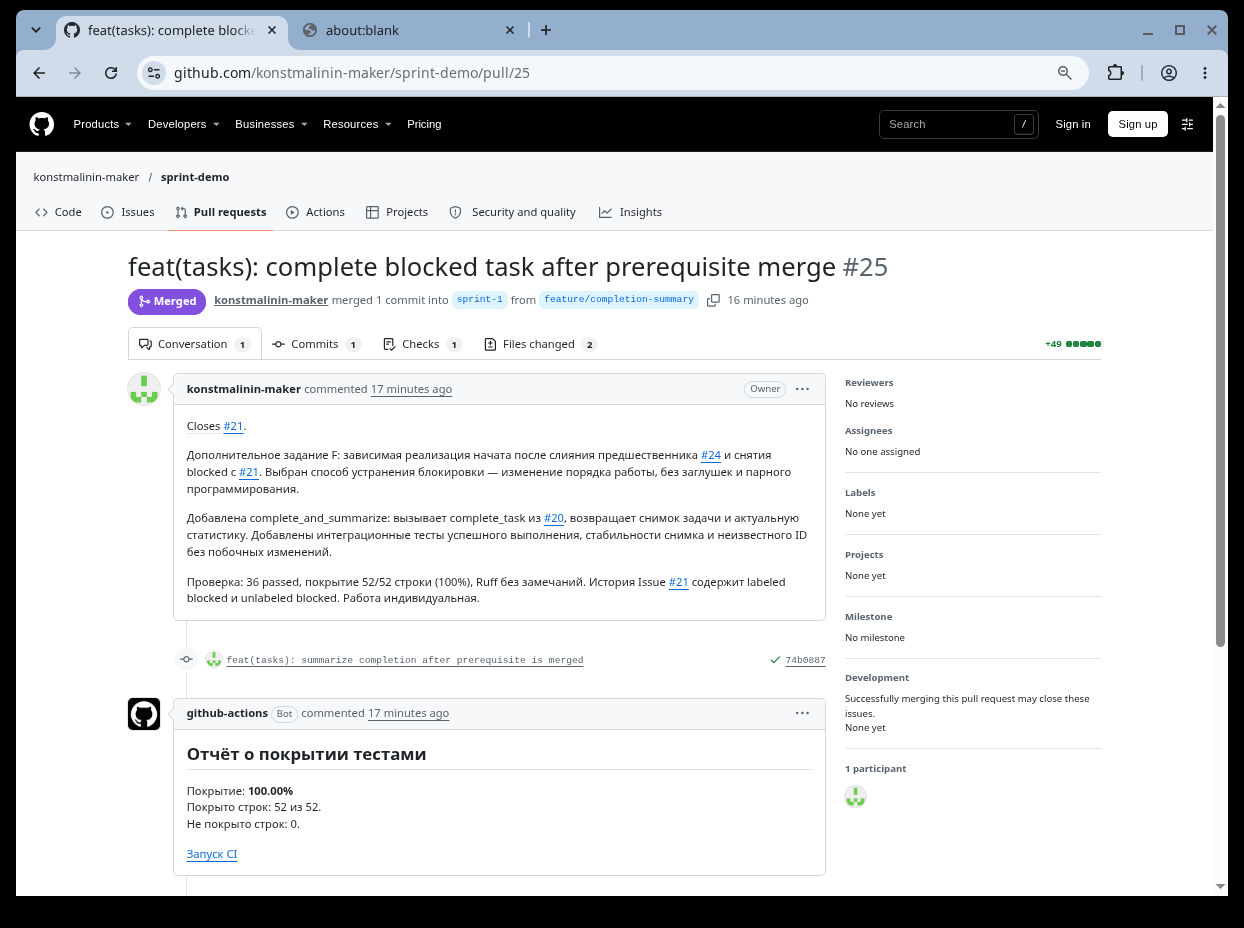 feat(tasks): complete blocke
about:blank
github.com/konstmalinin-maker/sprint-demo/pull/25
Products Developers Businesses Resources Pricing Search / Sign in Sign up
konstmalinin-maker / sprint-demo
Code Issues Pull requests Actions Projects Security and quality Insights
feat(tasks): complete blocked task after prerequisite merge #25
Merged konstmalinin-maker merged 1 commit into sprint-1 from feature/completion-summary 16 minutes ago
Conversation 1 Commits 1 Checks 1 Files changed 2 +49
konstmalinin-maker commented 17 minutes ago Owner
Closes #21.
Дополнительное задание F: зависимая реализация начата после слияния предшественника #24 и снятия
blocked с #21. Выбран способ устранения блокировки — изменение порядка работы, без заглушек и парного
программирования.
Добавлена complete_and_summarize: вызывает complete_task из #20, возвращает снимок задачи и актуальную
статистику. Добавлены интеграционные тесты успешного выполнения, стабильности снимка и неизвестного ID
без побочных изменений.
Проверка: 36 passed, покрытие 52/52 строки (100%), Ruff без замечаний. История Issue #21 содержит labeled
blocked и unlabeled blocked. Работа индивидуальная.
feat(tasks): summarize completion after prerequisite is merged 74b0887
github-actions Bot commented 17 minutes ago
Отчёт о покрытии тестами
Покрытие: 100.00%
Покрыто строк: 52 из 52.
Не покрыто строк: 0.
Запуск CI
Reviewers
No reviews
Assignees
No one assigned
Labels
None yet
Projects
None yet
Milestone
No milestone
Development
Successfully merging this pull request may close these
issues.
None yet
1 participant